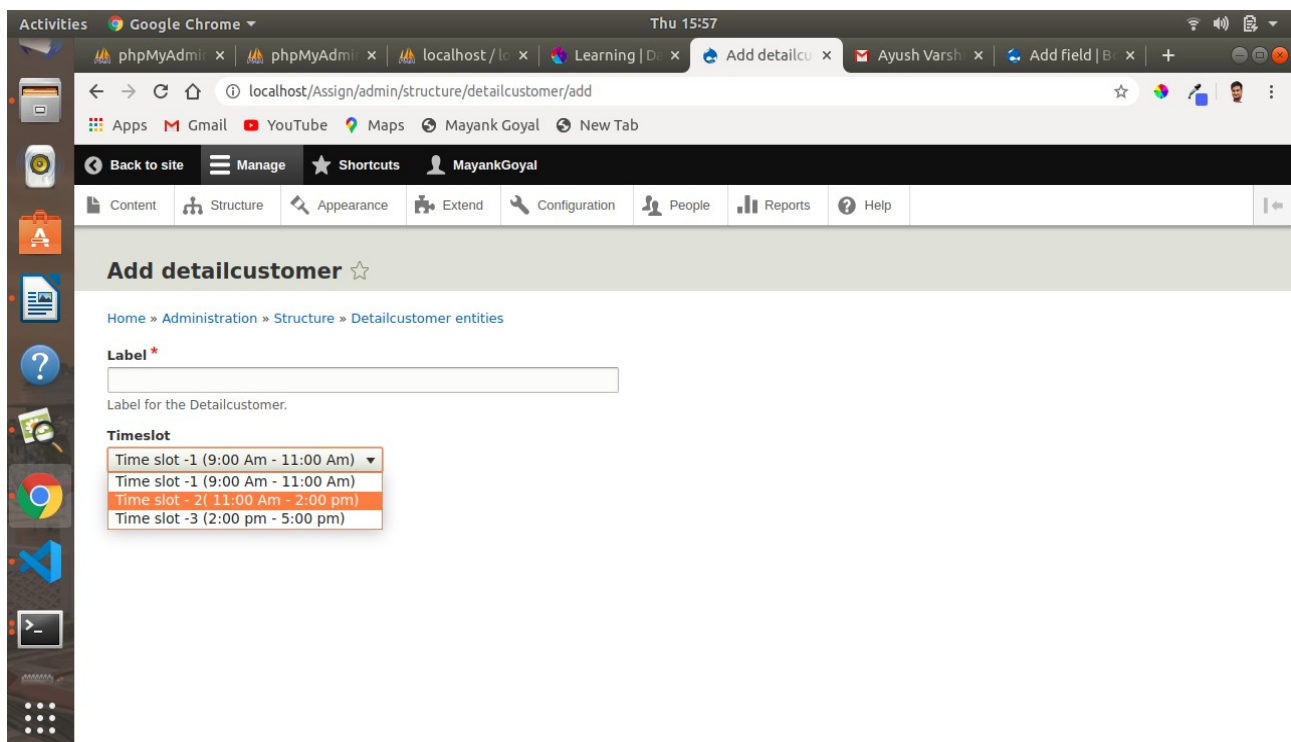 Activities Google Chrome Thu 15:57
phpMyAdmi phpMyAdmi localhost / lo Learning | Da Add detailcu Ayush Varsh Add field | Bo
localhost/Assign/admin/structure/detailcustomer/add
Apps Gmail YouTube Maps Mayank Goyal New Tab
Back to site Manage Shortcuts MayankGoyal
Content Structure Appearance Extend Configuration People Reports Help
Add detailcustomer
Home » Administration » Structure » Detailcustomer entities
Label *
Label for the Detailcustomer.
Timeslot
Time slot -1 (9:00 Am - 11:00 Am)
Time slot -1 (9:00 Am - 11:00 Am)
Time slot - 2( 11:00 Am - 2:00 pm)
Time slot -3 (2:00 pm - 5:00 pm)